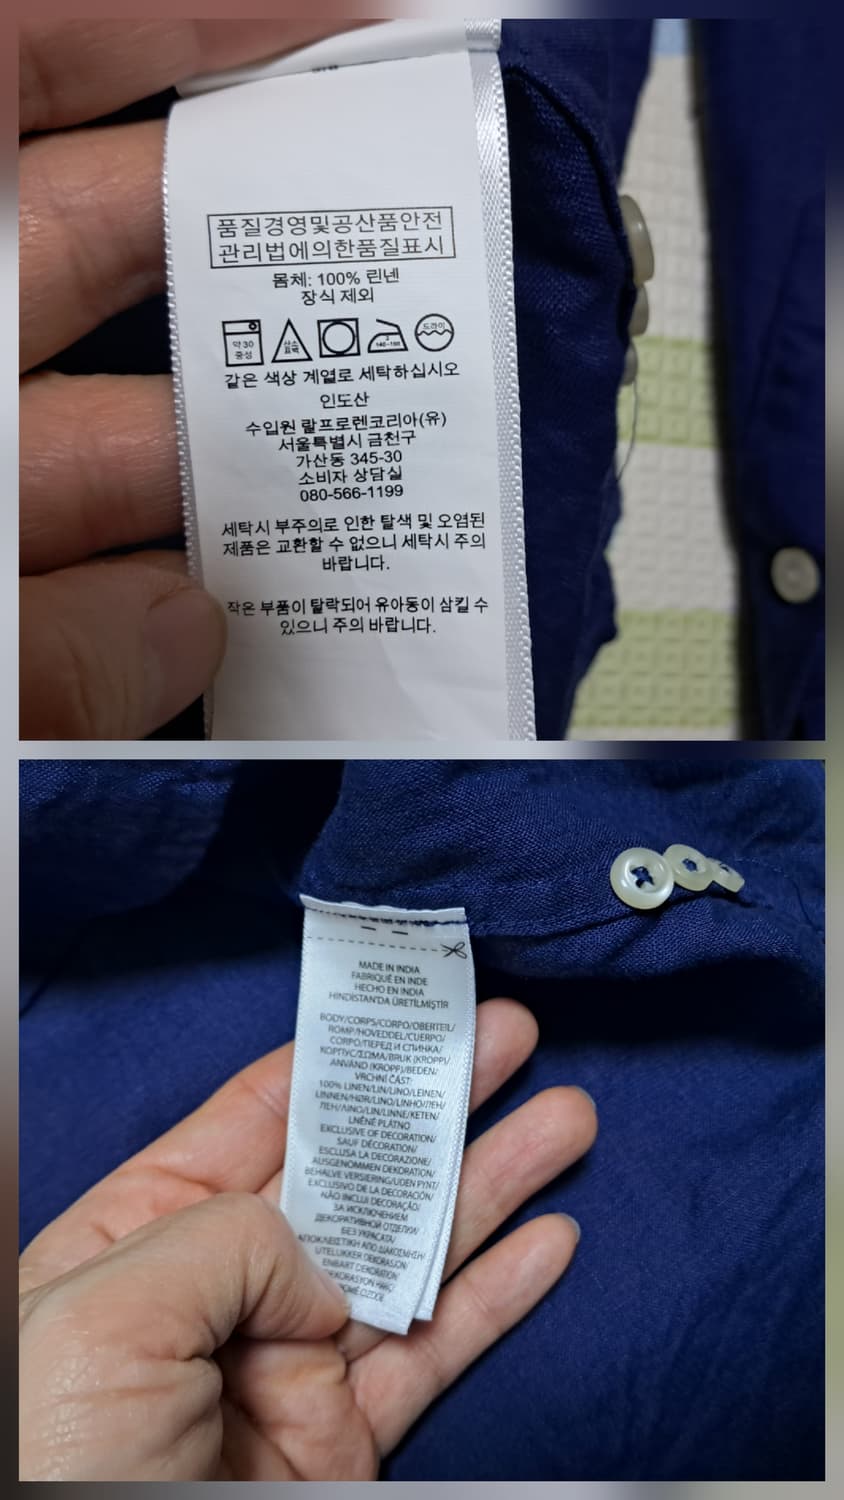 품질경영및공산품안전
관리법에의한품질표시
몸체: 100% 린넨
장식 제외
약 30
중성
산소
표백
2
140~160
드라이
같은 색상 계열로 세탁하십시오
인도산
수입원 랄프로렌코리아(유)
서울특별시 금천구
가산동 345-30
소비자 상담실
080-566-1199
세탁시 부주의로 인한 탈색 및 오염된
제품은 교환할 수 없으니 세탁시 주의
바랍니다.
작은 부품이 탈락되어 유아동이 삼킬 수
있으니 주의 바랍니다.
MADE IN INDIA
FABRIQUÉ EN INDE
HECHO EN INDIA
HINDISTAN'DA ÜRETİLMİŞTİR
BODY/CORPS/CORPO/OBERTEIL/
ROMP/HOVEDDEL/CUERPO/
CORPO/ПЕРЕД И СПИНКА/
КОРПУС/ΣΩΜΑ/BRUK (KROPP)/
ANVÄND (KROPP)/BEDEN/
VRCHNÍ ČÁST:
100% LINEN/LIN/LINO/LEINEN/
LINNEN/HØR/LINO/LINHO/ЛЕН/
ЛЕН/ΛΙΝΟ/LIN/LINNE/KETEN/
LNĚNÉ PLÁTNO
EXCLUSIVE OF DECORATION/
SAUF DÉCORATION/
ESCLUSA LA DECORAZIONE/
AUSGENOMMEN DEKORATION/
BEHALVE VERSIERING/UDEN PYNT/
EXCLUSIVO DE LA DECORACIÓN/
NÃO INCLUI DECORAÇÃO/
ЗА ИСКЛЮЧЕНИЕМ
ДЕКОРАТИВНОЙ ОТДЕЛКИ/
БЕЗ УКРАСАТА/
ΑΠΟΚΛΕΙΣΤΙΚΗ ΑΠΟ ΔΙΑΚΟΣΜΗΣΗ/
UTELUKKER DEKORASJON/
ENBART DEKORATION/
DEKORASYON HARİÇ/